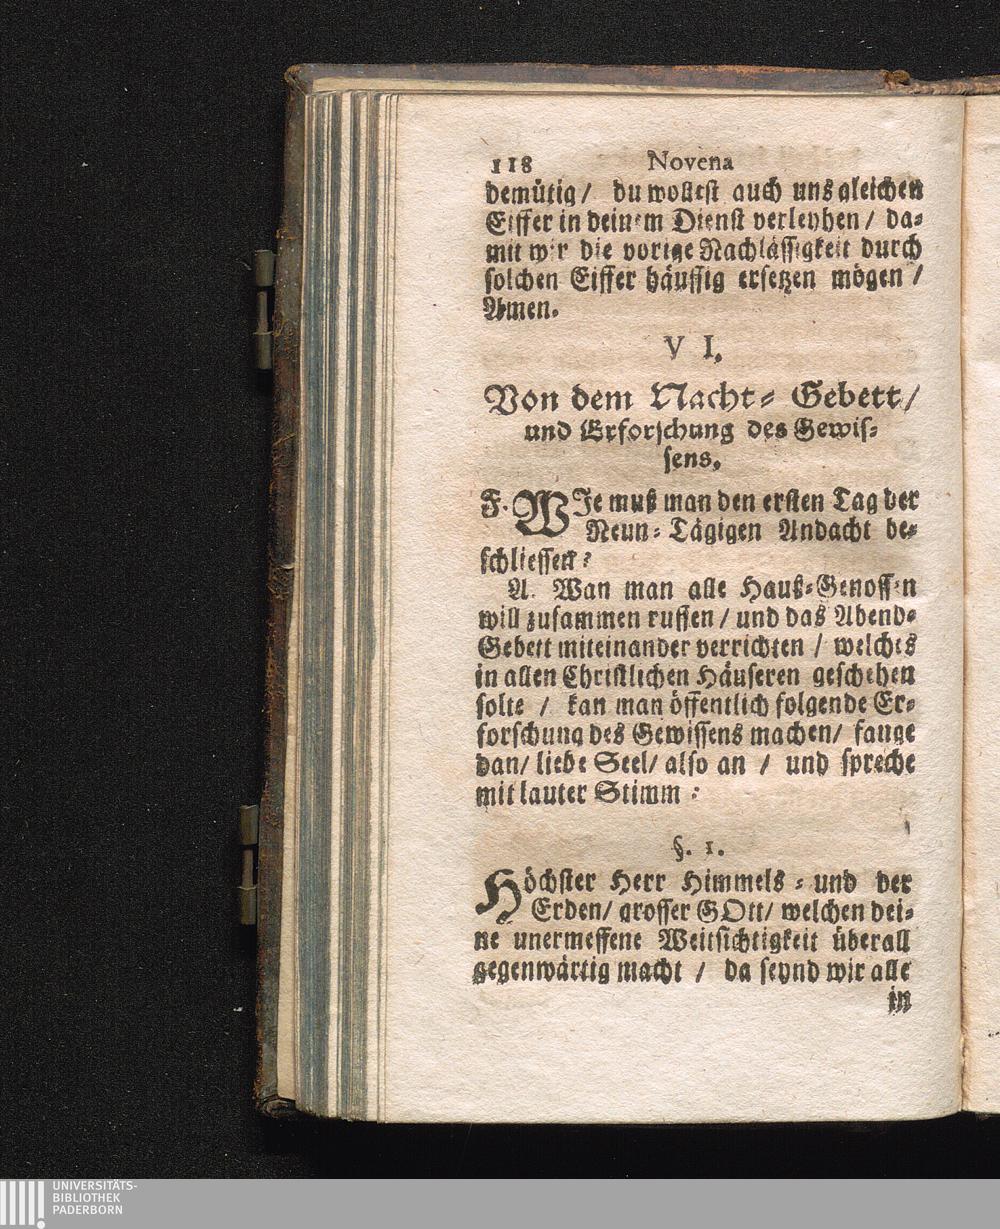 118 Novena
demütig/ du wollest auch uns gleichen
Eiffer in deinem Dienst verleyhen/ da-
mit wir die vorige Nachlässigkeit durch
solchen Eiffer häuffig ersetzen mögen /
Amen.
VI.
Von dem Nacht- Gebett/
und Erforschung des Gewis-
sens.
F. WIe muß man den ersten Tag der
Neun- Tägigen Andacht be-
schliessen?
A. Wan man alle Hauß-Genossen
will zusammen ruffen / und das Abend-
Gebett miteinander verrichten / welches
in allen Christlichen Häuseren geschehen
solte / kan man öffentlich folgende Er-
forschung des Gewissens machen/ fange
dan/ liebe Seel/ also an / und spreche
mit lauter Stimm :
§. 1.
Höchster Herr Himmels - und der
Erden/ grosser GOtt/ welchen dei-
ne unermessene Weitsichtigkeit überall
gegenwärtig macht / da seynd wir alle
in
UNIVERSITÄTS-
BIBLIOTHEK
PADERBORN